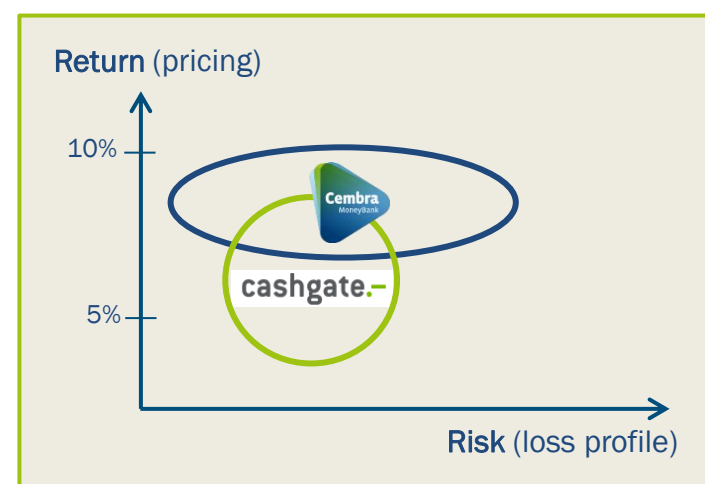 Return (pricing)
10%
Cembra
MoneyBank
cashgate.–
5%
Risk (loss profile)